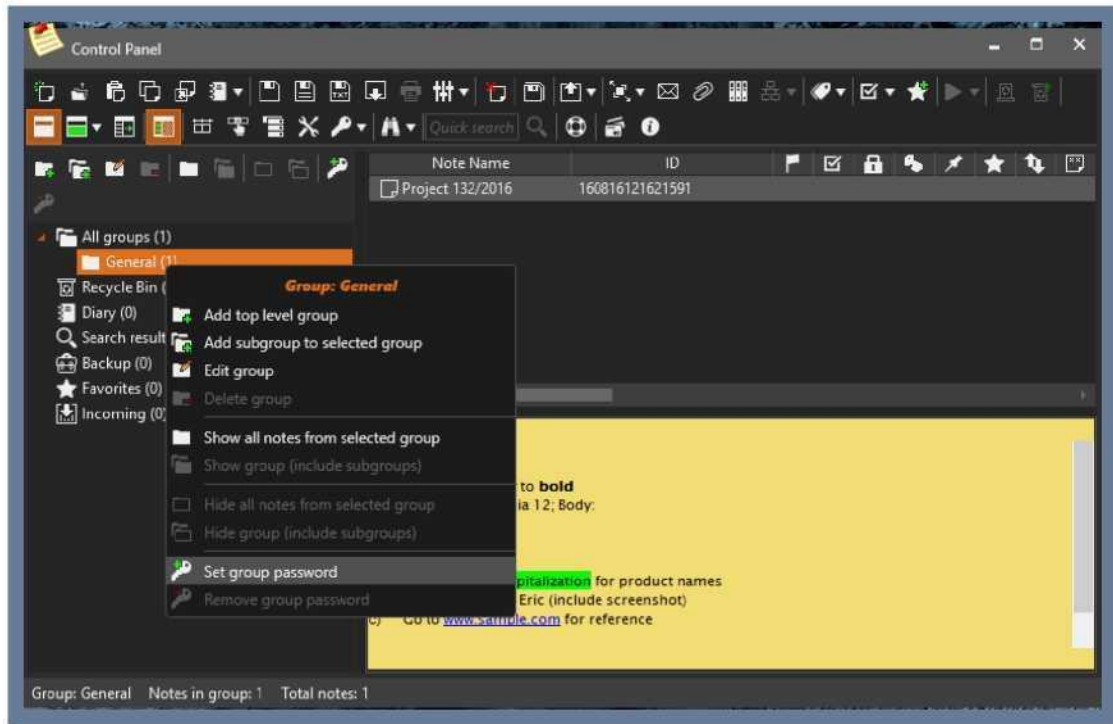 Control Panel
Quick search
Note Name ID
Project 132/2016 160816121621591
All groups (1)
General (1)
Recycle Bin (
Diary (0)
Search result
Backup (0)
Favorites (0)
Incoming (0)
Group: General
Add top level group
Add subgroup to selected group
Edit group
Delete group
Show all notes from selected group
Show group (include subgroups)
Hide all notes from selected group
Hide group (include subgroups)
Set group password
Remove group password
to bold
ia 12; Body:
pitalization for product names
Eric (include screenshot)
c) Go to www.sample.com for reference
Group: General Notes in group: 1 Total notes: 1